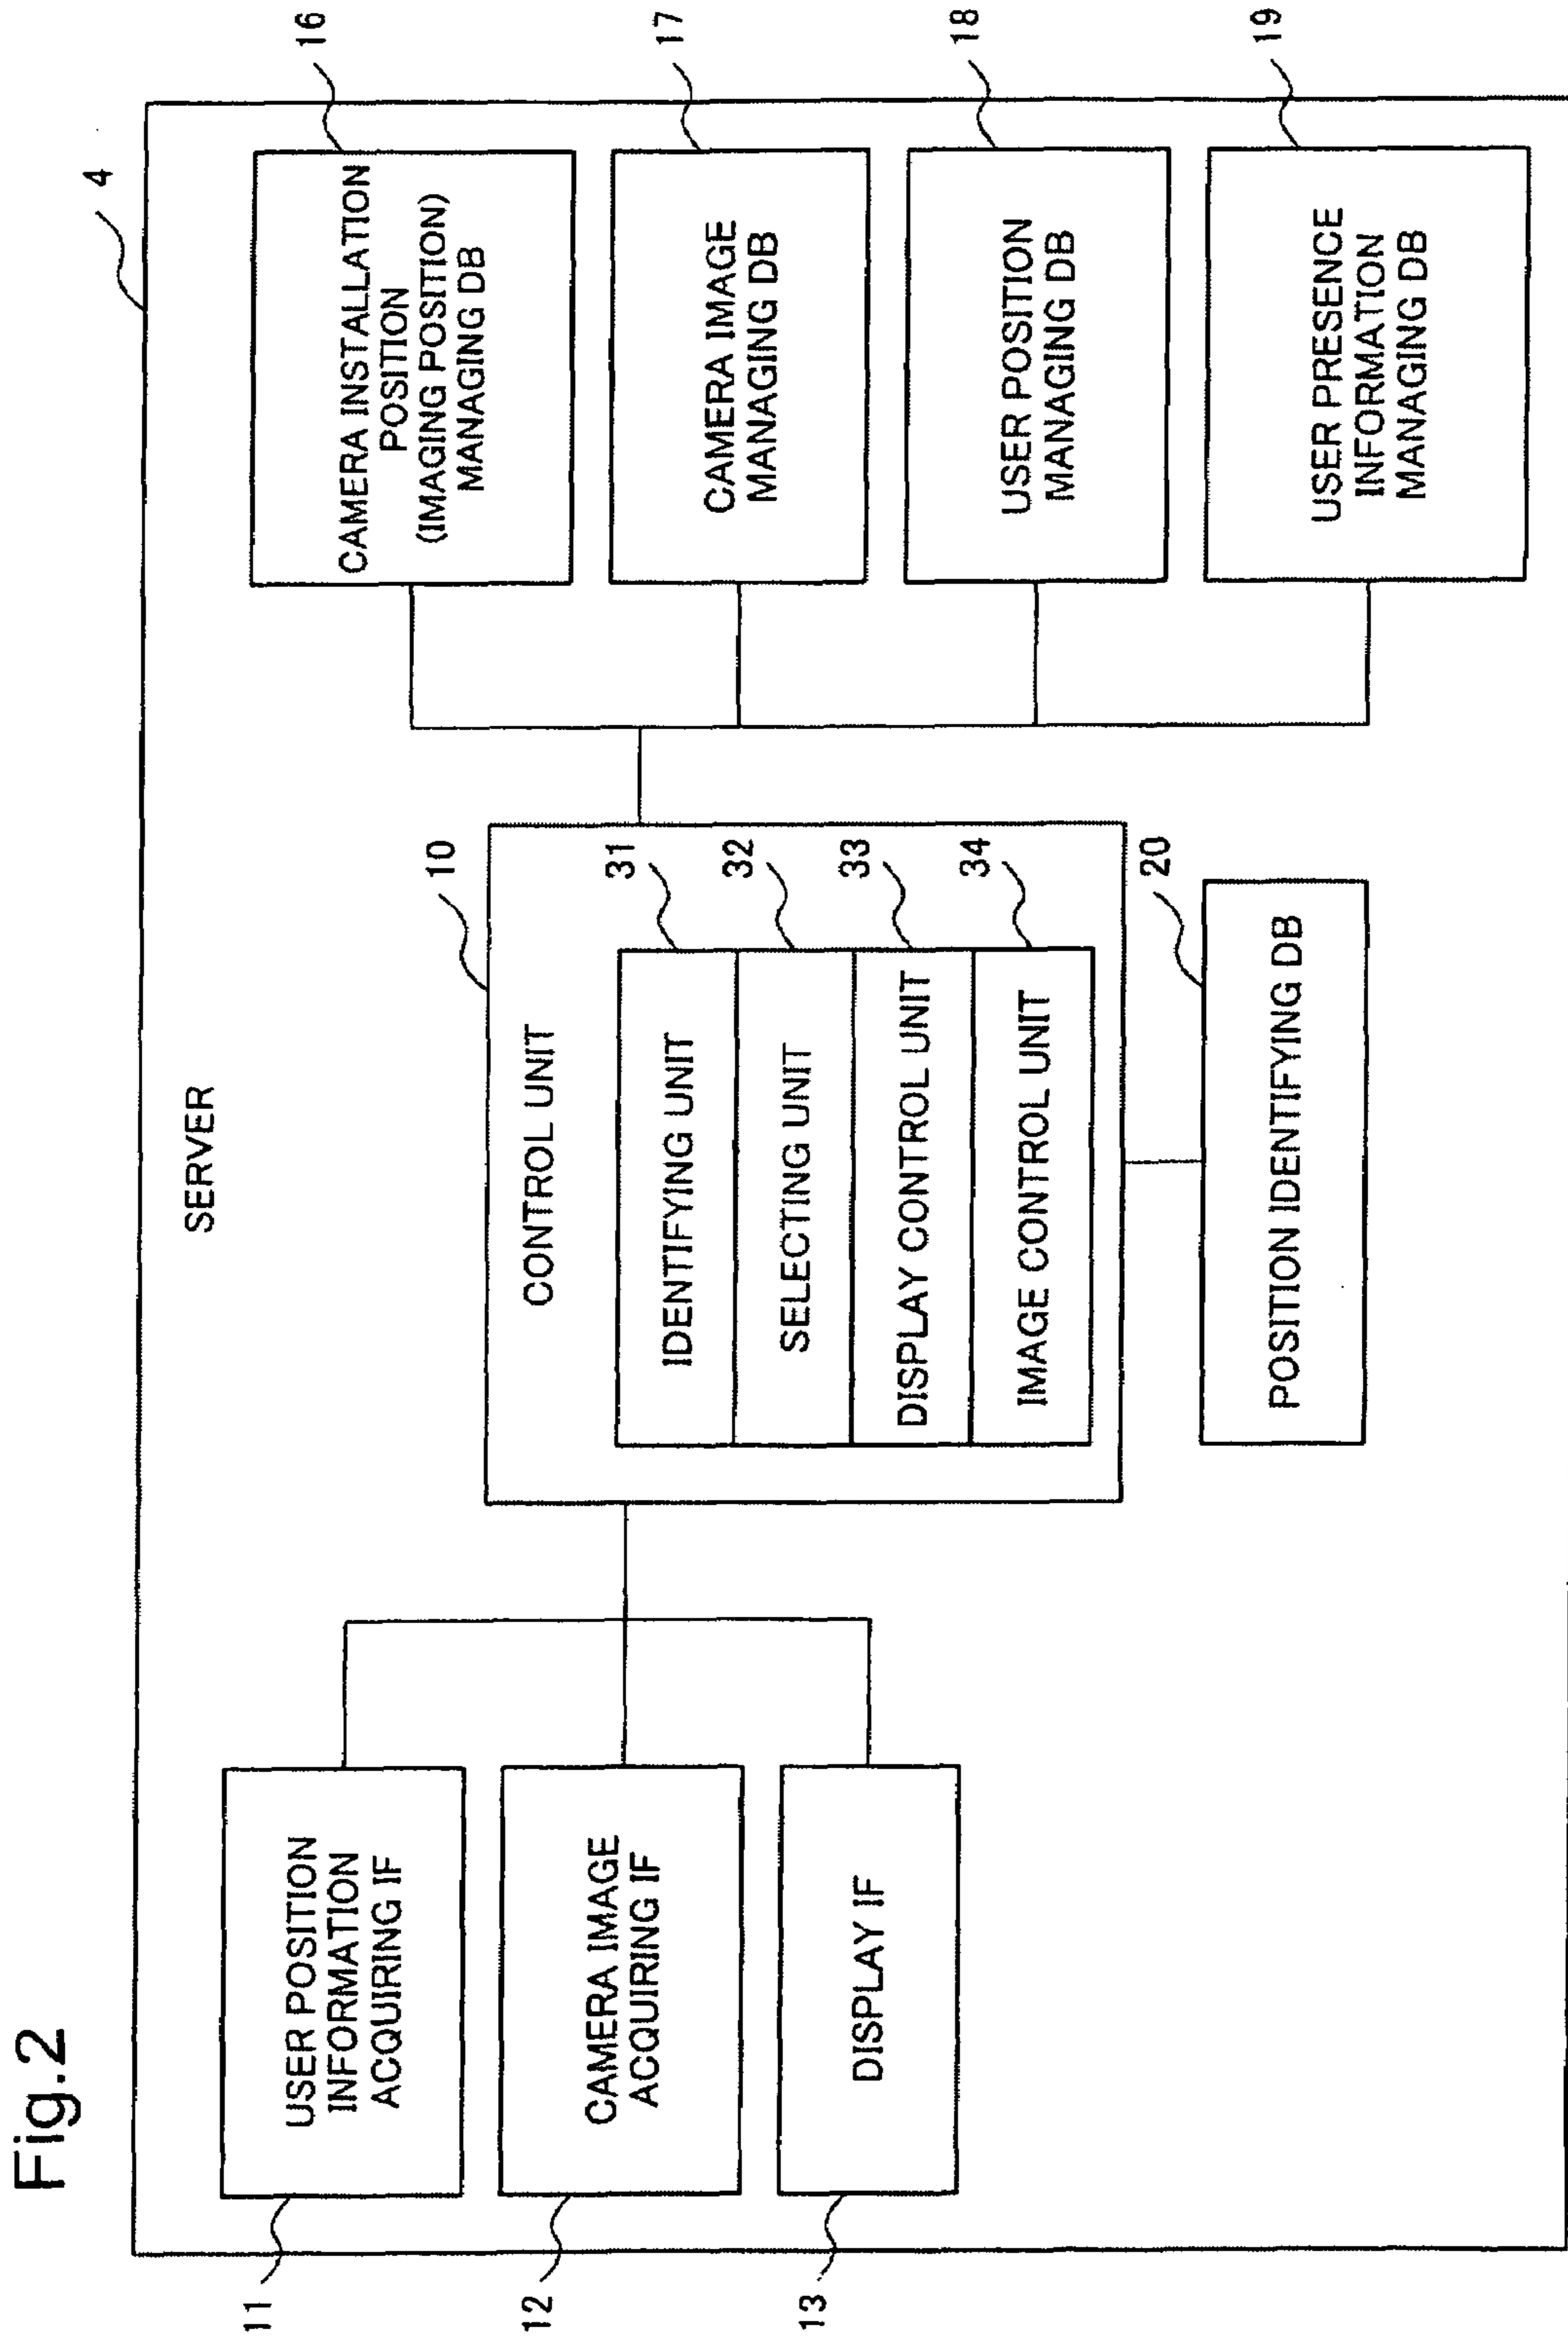 Fig.2
4
SERVER
11
USER POSITION
INFORMATION
ACQUIRING IF
12
CAMERA IMAGE
ACQUIRING IF
13
DISPLAY IF
10
CONTROL UNIT
IDENTIFYING UNIT
31
SELECTING UNIT
32
DISPLAY CONTROL UNIT
33
IMAGE CONTROL UNIT
34
20
POSITION IDENTIFYING DB
16
CAMERA INSTALLATION
POSITION
(IMAGING POSITION)
MANAGING DB
17
CAMERA IMAGE
MANAGING DB
18
USER POSITION
MANAGING DB
19
USER PRESENCE
INFORMATION
MANAGING DB